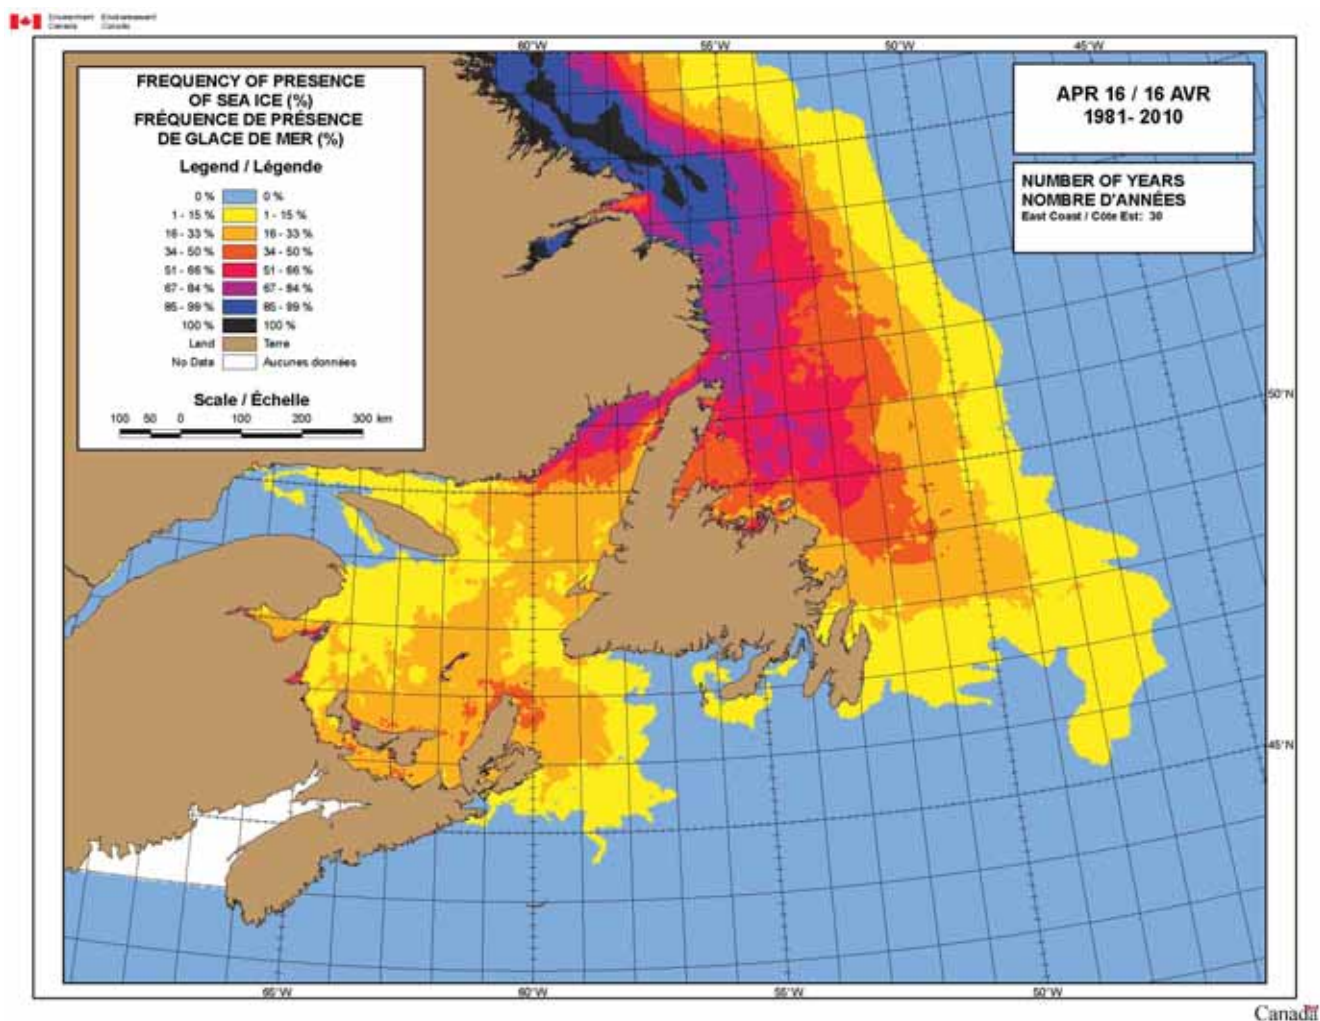 Environment Environnement
Canada Canada
60°W 55°W 50°W 45°W
FREQUENCY OF PRESENCE
OF SEA ICE (%)
FRÉQUENCE DE PRÉSENCE
DE GLACE DE MER (%)
Legend / Légende
0 % 0 %
1 - 15 % 1 - 15 %
16 - 33 % 16 - 33 %
34 - 50 % 34 - 50 %
51 - 66 % 51 - 66 %
67 - 84 % 67 - 84 %
85 - 99 % 85 - 99 %
100 % 100 %
Land Terre
No Data Aucunes données
Scale / Échelle
100 50 0 100 200 300 km
APR 16 / 16 AVR
1981- 2010
NUMBER OF YEARS
NOMBRE D'ANNÉES
East Coast / Côte Est: 30
50°N
45°N
65°W 60°W 55°W 50°W
Canada